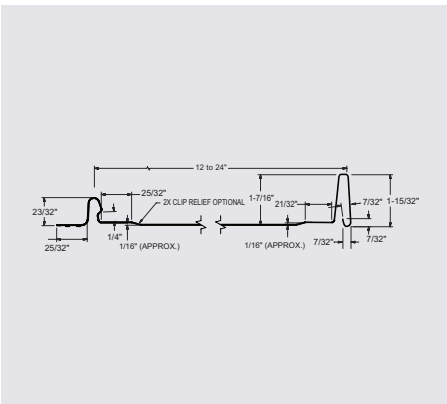 12 to 24"
25/32"
2X CLIP RELIEF OPTIONAL
1-7/16"
21/32"
7/32"
1-15/32"
23/32"
25/32"
1/4"
1/16" (APPROX.)
1/16" (APPROX.)
7/32"
7/32"